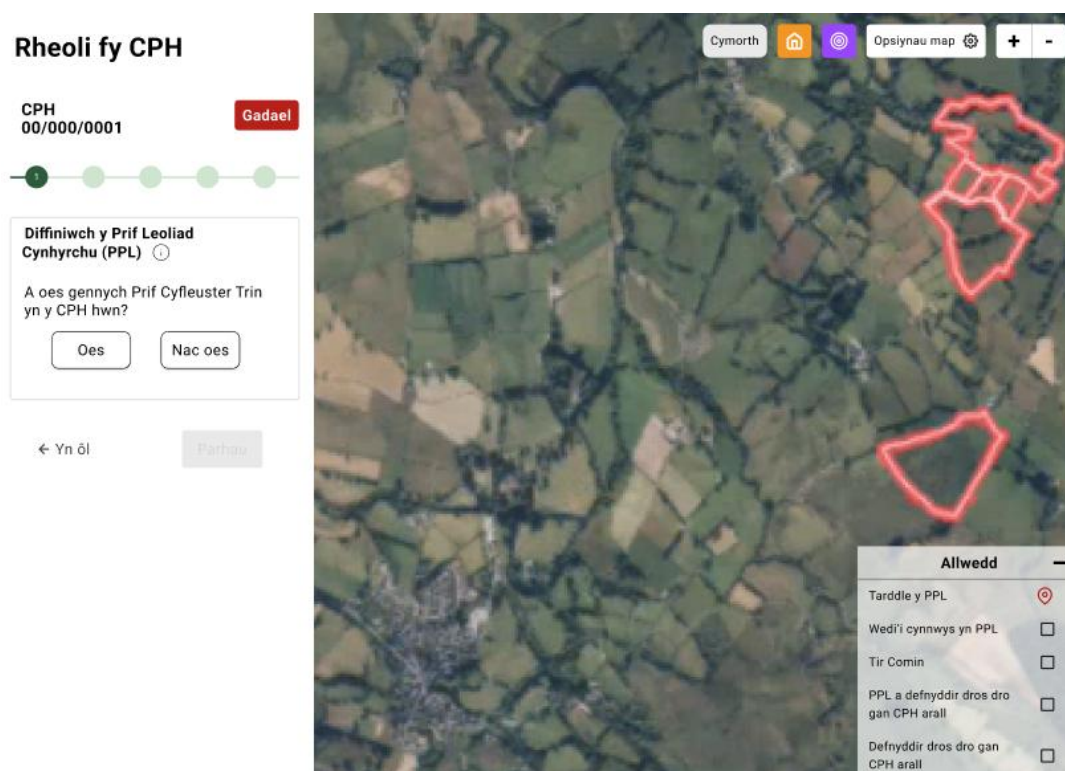 Rheoli fy CPH
CPH
00/000/0001
Gadael
1
Diffiniwch y Prif Leoliad
Cynhyrchu (PPL)
A oes gennych Prif Cyfleuster Trin
yn y CPH hwn?
Oes
Nac oes
← Yn ôl
Parhau
Cymorth
Opsiynau map
+
-
Allwedd
Tarddle y PPL
Wedi'i cynnwys yn PPL
Tir Comin
PPL a defnyddir dros dro
gan CPH arall
Defnyddir dros dro gan
CPH arall